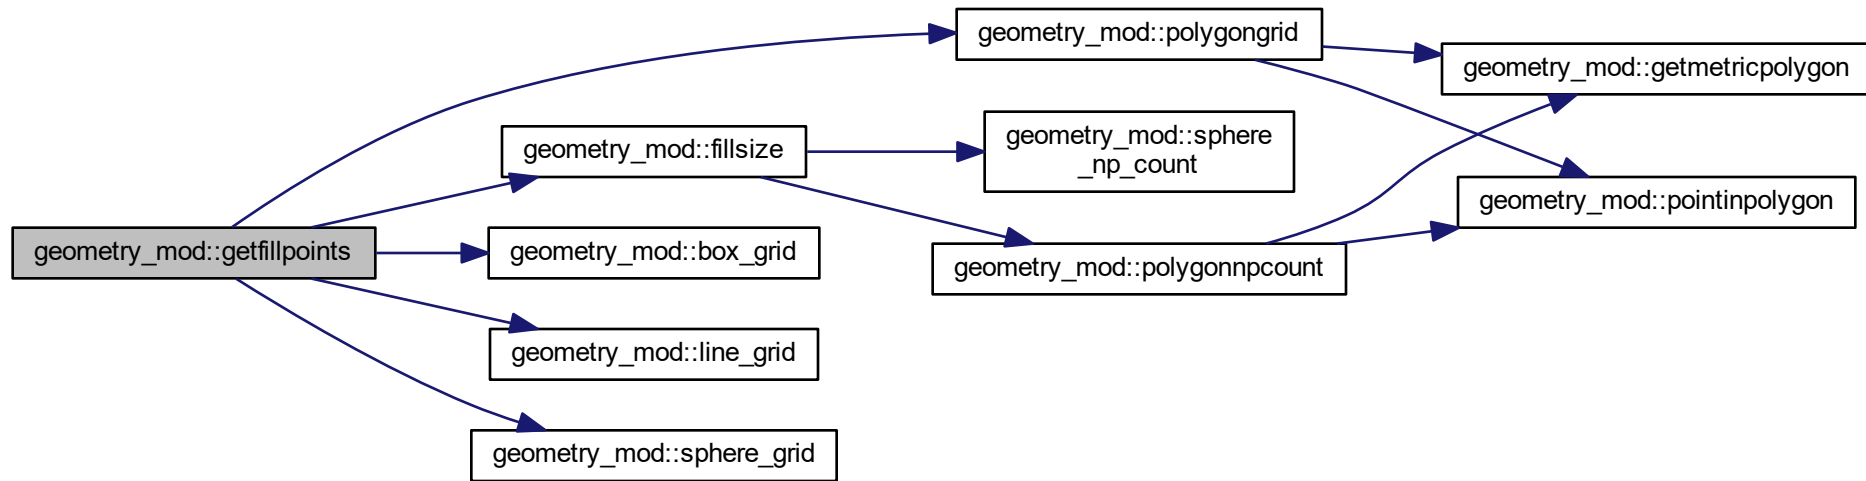 geometry_mod::polygongrid
geometry_mod::getmetricpolygon
geometry_mod::sphere
_np_count
geometry_mod::fillsize
geometry_mod::pointinpolygon
geometry_mod::getfillpoints
geometry_mod::box_grid
geometry_mod::polygonnpcount
geometry_mod::line_grid
geometry_mod::sphere_grid